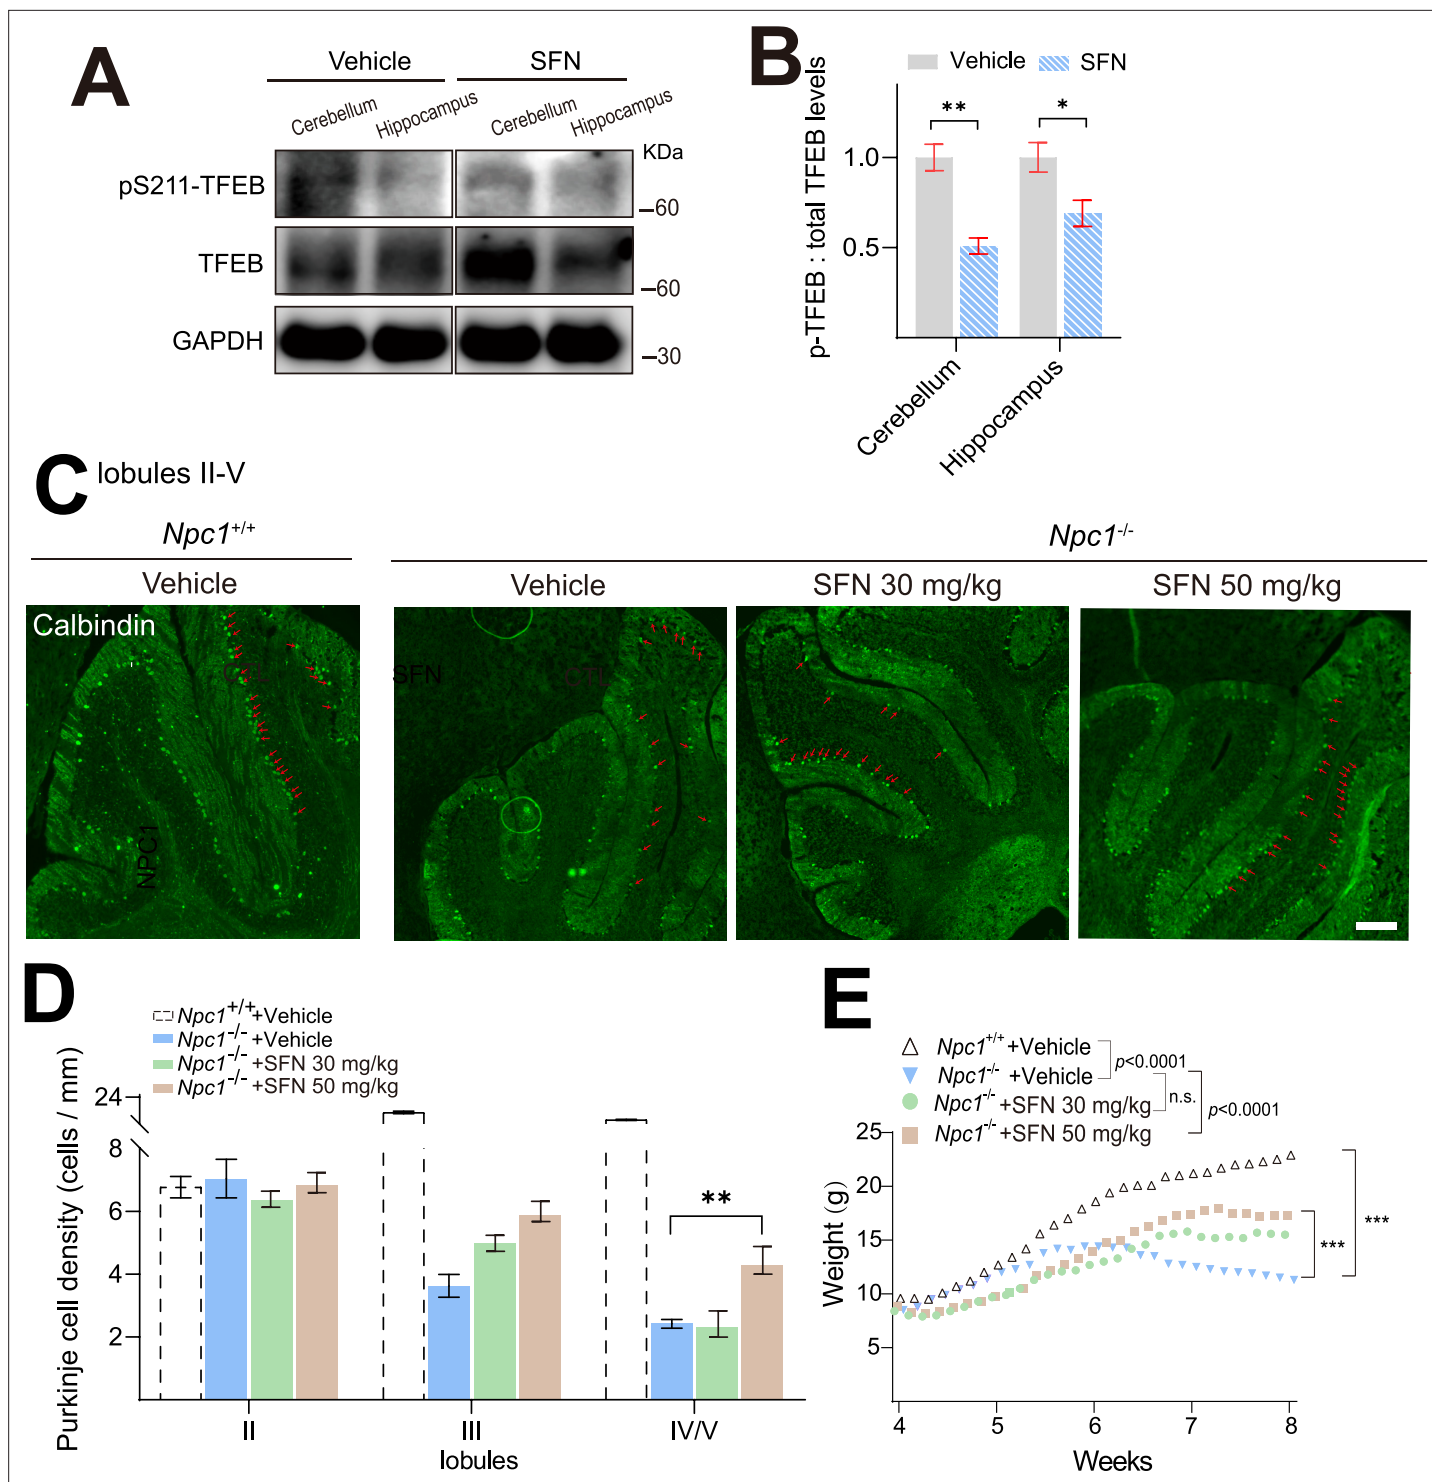 A
Vehicle
SFN
Cerebellum
Hippocampus
Cerebellum
Hippocampus
KDa
pS211-TFEB
–60
TFEB
–60
GAPDH
–30
B
Vehicle
SFN
**
*
p-TFEB : total TFEB levels
1.0
0.5
Cerebellum
Hippocampus
C
lobules II-V
Npc1+/+
Npc1-/-
Vehicle
Vehicle
SFN 30 mg/kg
SFN 50 mg/kg
Calbindin
NPC1
SFN
CTL
D
Npc1+/+ +Vehicle
Npc1-/- +Vehicle
Npc1-/- +SFN 30 mg/kg
Npc1-/- +SFN 50 mg/kg
Purkinje cell density (cells / mm)
24
8
6
4
2
**
II
III
IV/V
lobules
E
Npc1+/+ +Vehicle
Npc1-/- +Vehicle
Npc1-/- +SFN 30 mg/kg
Npc1-/- +SFN 50 mg/kg
p<0.0001
n.s.
p<0.0001
Weight (g)
25
20
15
10
5
***
***
4
5
6
7
8
Weeks